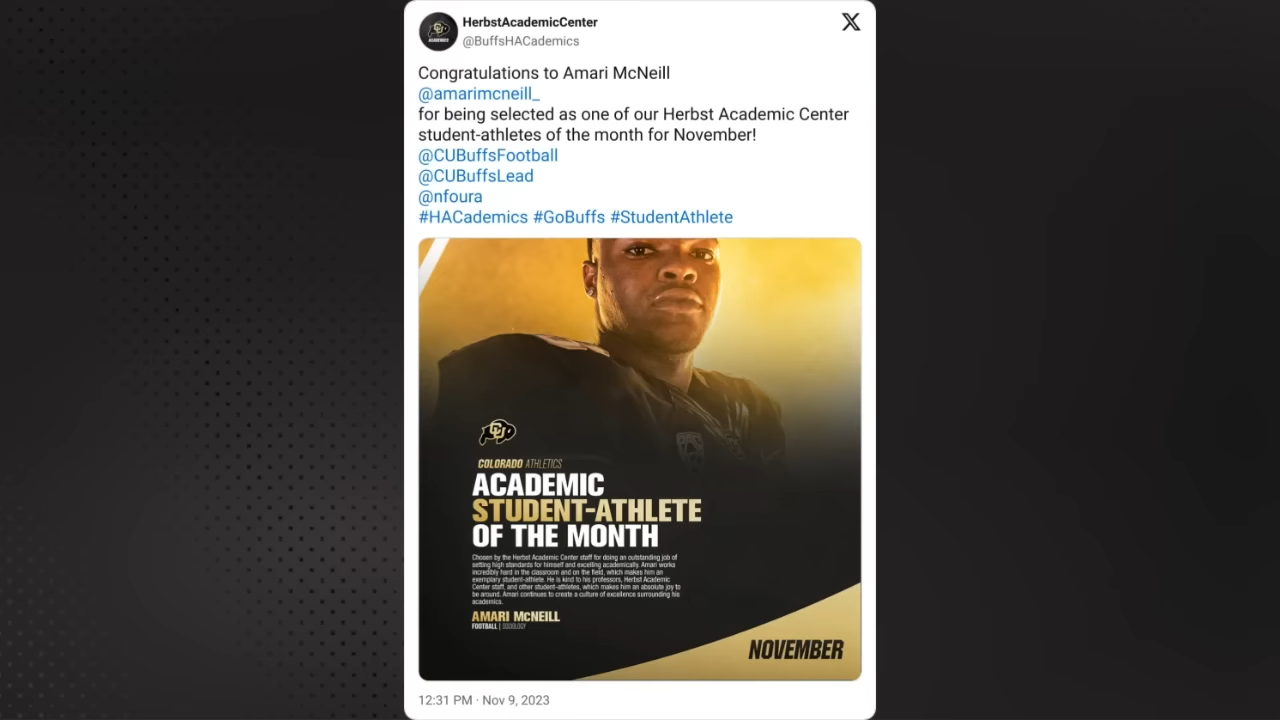 HerbstAcademicCenter
@BuffsHACademics
Congratulations to Amari McNeill
@amarimcneill_
for being selected as one of our Herbst Academic Center
student-athletes of the month for November!
@CUBuffsFootball
@CUBuffsLead
@nfoura
#HACademics #GoBuffs #StudentAthlete
CU
COLORADO ATHLETICS
ACADEMIC
STUDENT-ATHLETE
OF THE MONTH
Chosen by the Herbst Academic Center staff for doing an outstanding job of
setting high standards for himself and excelling academically. Amari works
incredibly hard in the classroom and on the field, which makes him an
exemplary student-athlete. He is kind to his professors, Herbst Academic
Center staff, and other student-athletes, which makes him an absolute joy to
be around. Amari continues to create a culture of excellence surrounding his
academics.
AMARI McNEILL
FOOTBALL | SOCIOLOGY
NOVEMBER
12:31 PM · Nov 9, 2023